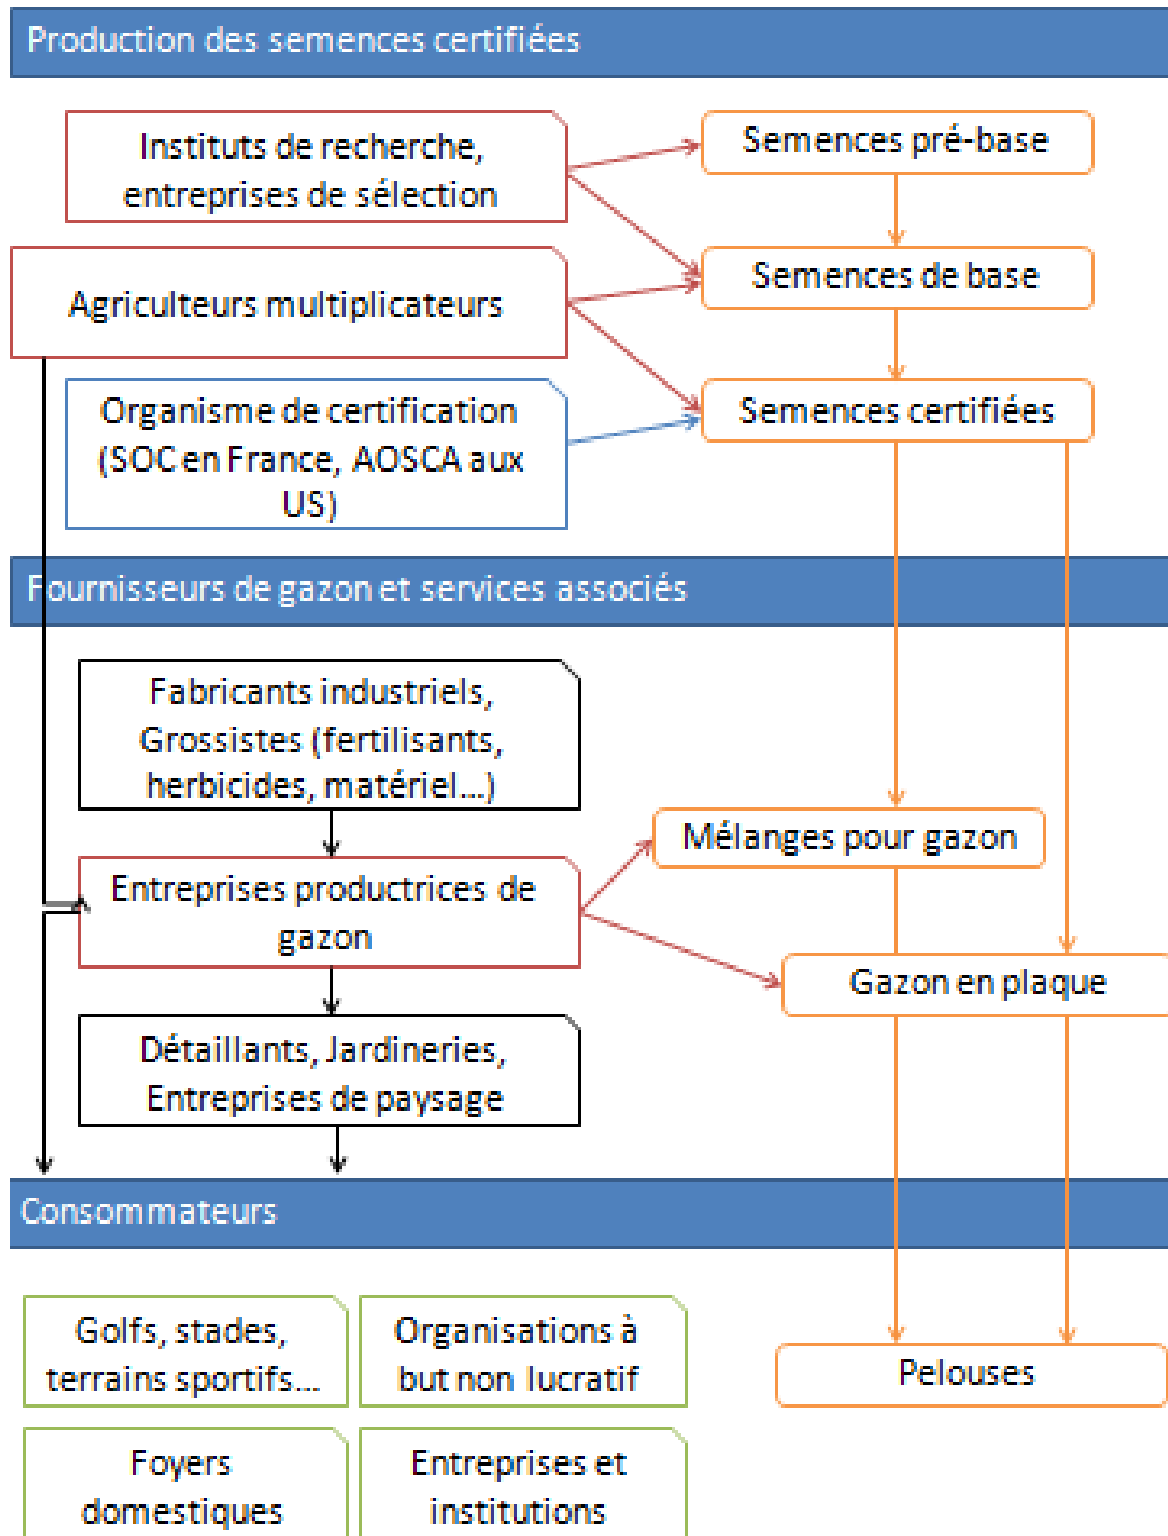 Production des semences certifiées
Instituts de recherche,
entreprises de sélection
Semences pré-base
Agriculteurs multiplicateurs
Semences de base
Organisme de certification
(SOC en France, AOSCA aux
US)
Semences certifiées
Fournisseurs de gazon et services associés
Fabricants industriels,
Grossistes (fertilisants,
herbicides, matériel...)
Mélanges pour gazon
Entreprises productrices de
gazon
Gazon en plaque
Détaillants, Jardineries,
Entreprises de paysage
Consommateurs
Golfs, stades,
terrains sportifs...
Organisations à
but non lucratif
Pelouses
Foyers
domestiques
Entreprises et
institutions